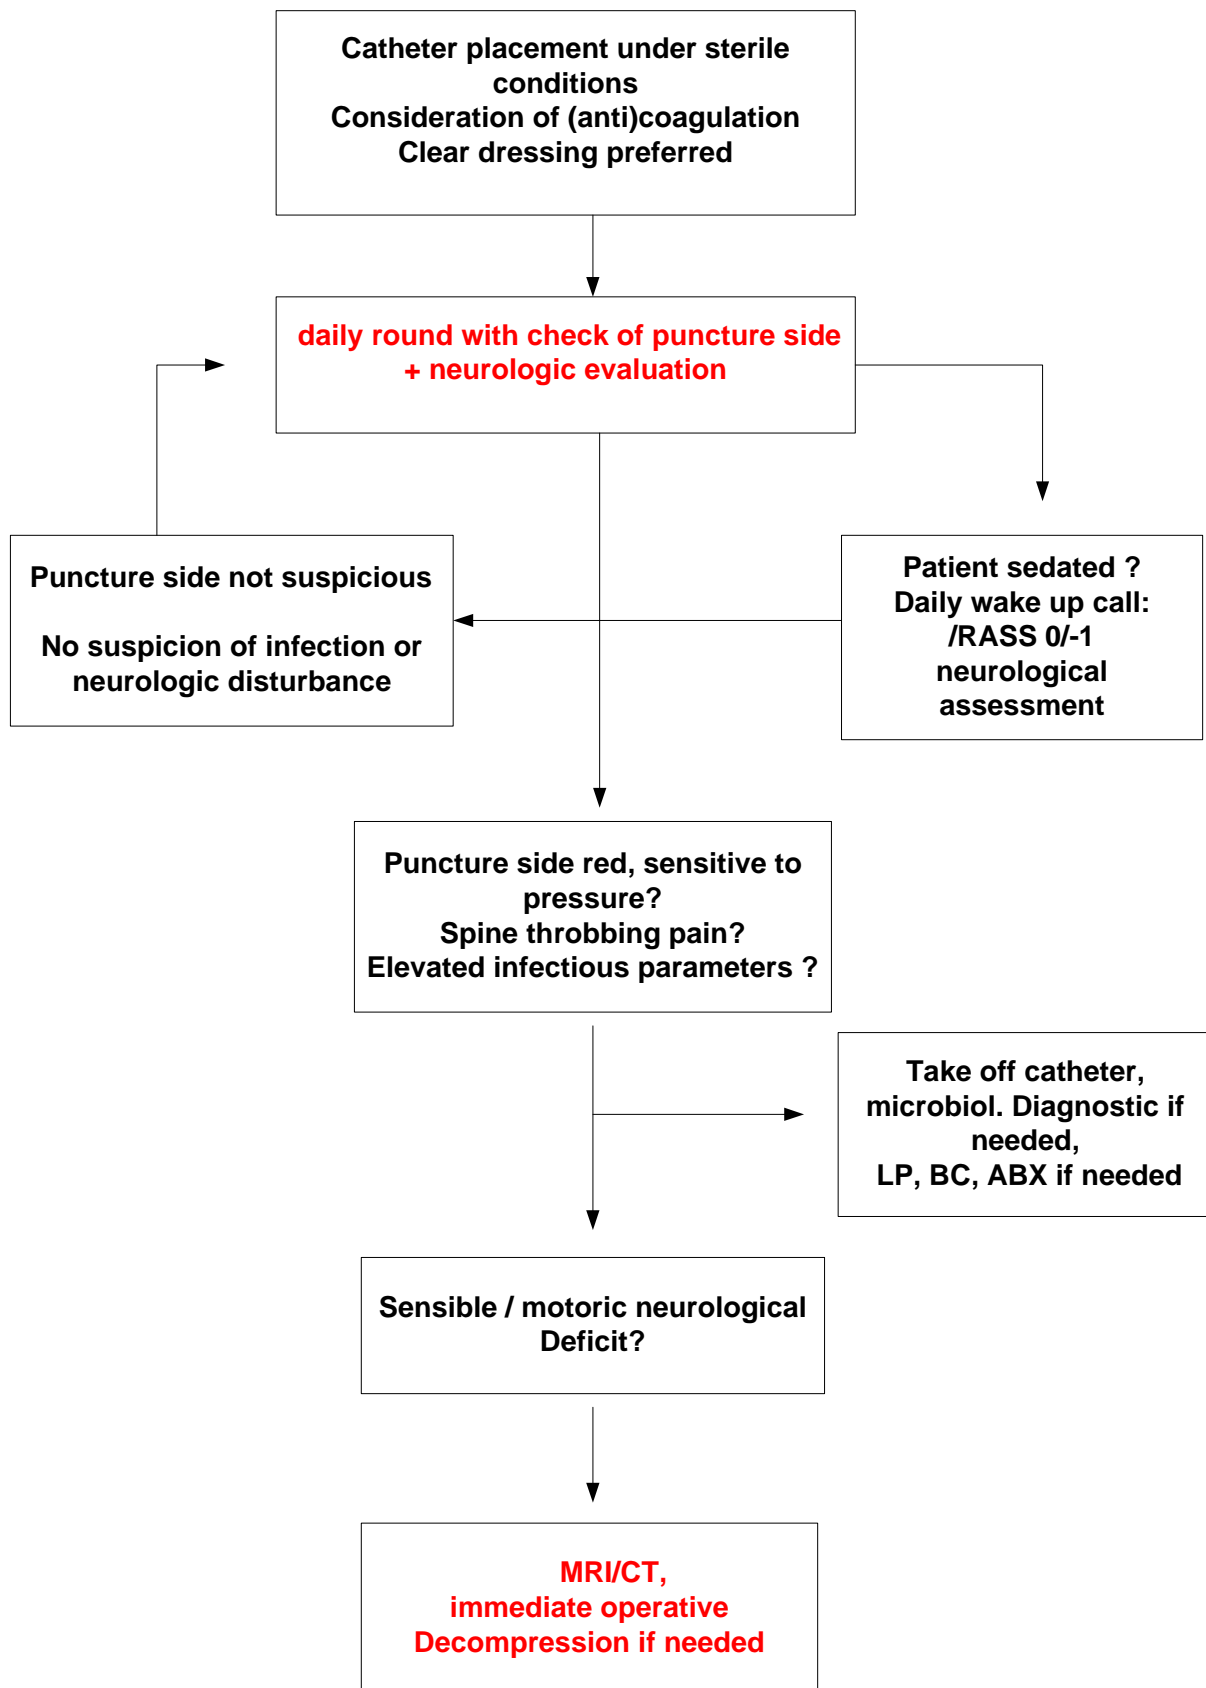 Catheter placement under sterile
conditions
Consideration of (anti)coagulation
Clear dressing preferred
daily round with check of puncture side
+ neurologic evaluation
Puncture side not suspicious
No suspicion of infection or
neurologic disturbance
Patient sedated ?
Daily wake up call:
/RASS 0/-1
neurological
assessment
Puncture side red, sensitive to
pressure?
Spine throbbing pain?
Elevated infectious parameters ?
Take off catheter,
microbiol. Diagnostic if
needed,
LP, BC, ABX if needed
Sensible / motoric neurological
Deficit?
MRI/CT,
immediate operative
Decompression if needed